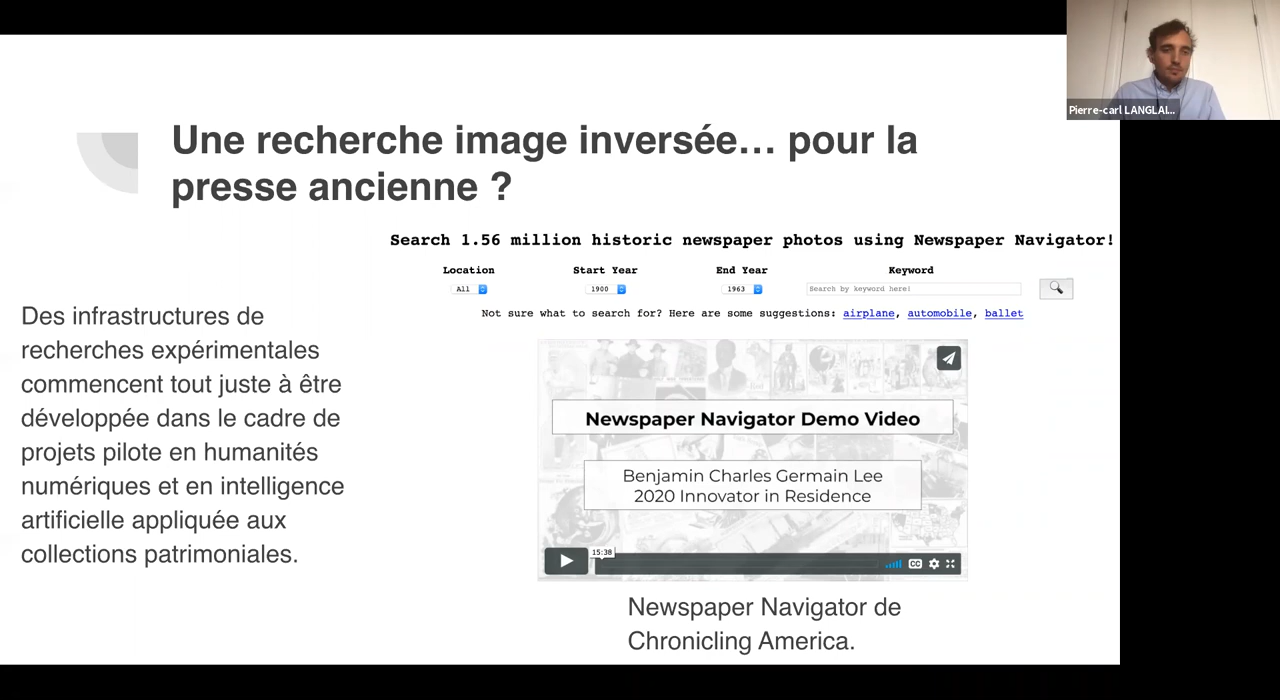 Pierre-carl LANGLAI...
Une recherche image inversée… pour la
presse ancienne ?
Search 1.56 million historic newspaper photos using Newspaper Navigator!
Location Start Year End Year Keyword
All 1900 1963 Search by keyword here!
Not sure what to search for? Here are some suggestions: airplane, automobile, ballet
Des infrastructures de
recherches expérimentales
commencent tout juste à être
développée dans le cadre de
projets pilote en humanités
numériques et en intelligence
artificielle appliquée aux
collections patrimoniales.
Newspaper Navigator Demo Video
Benjamin Charles Germain Lee
2020 Innovator in Residence
15:38
CC
Newspaper Navigator de
Chronicling America.